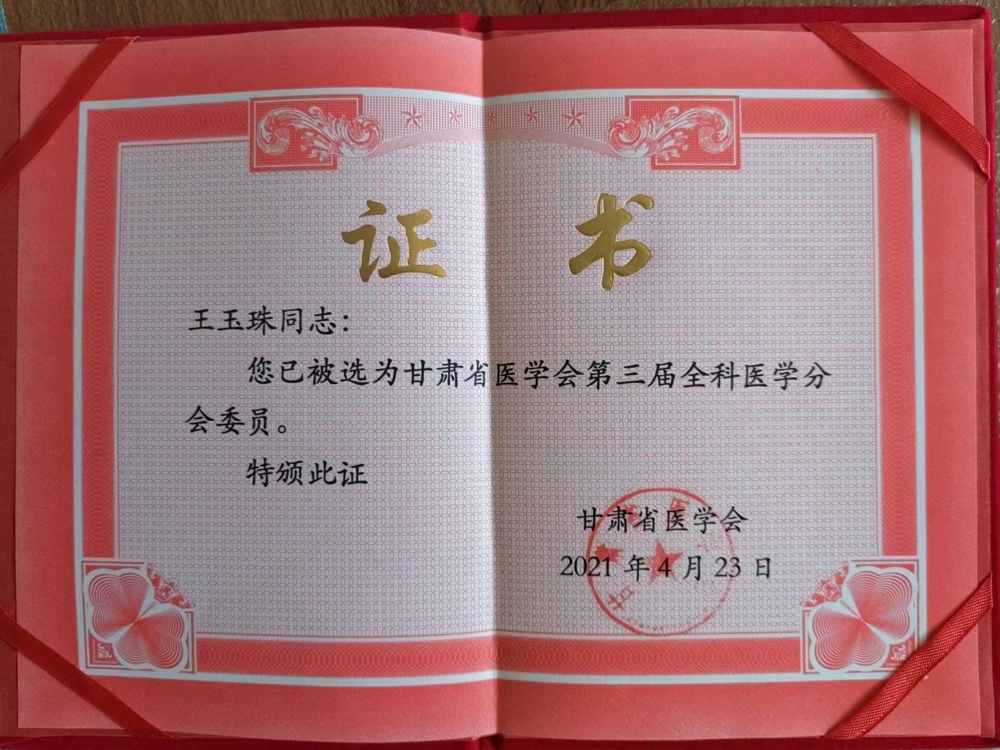 证书
王玉珠同志：
您已被选为甘肃省医学会第三届全科医学分
会委员。
特颁此证
甘肃省医学会
2021年4月23日